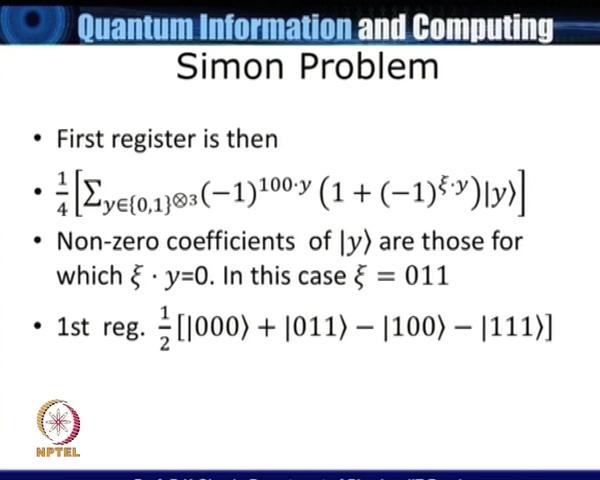 Quantum Information and Computing
Simon Problem
• First register is then
• 1/4 [Σ_{y∈{0,1}^{⊗3}} (−1)^{100·y} (1 + (−1)^{ξ·y})|y⟩]
• Non-zero coefficients of |y⟩ are those for
which ξ · y=0. In this case ξ = 011
• 1st reg. 1/2 [|000⟩ + |011⟩ − |100⟩ − |111⟩]
NPTEL